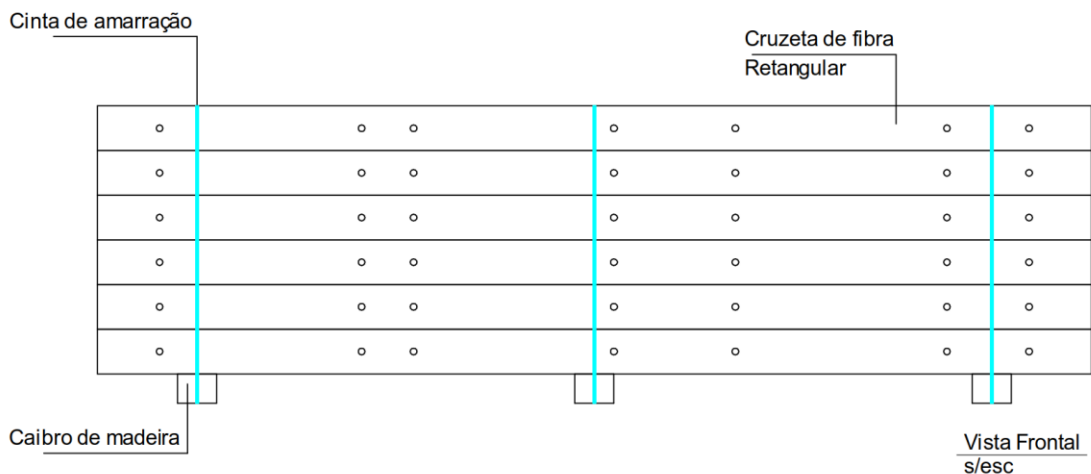 Cinta de amarração
Cruzeta de fibra
Retangular
Caibro de madeira
Vista Frontal
s/esc